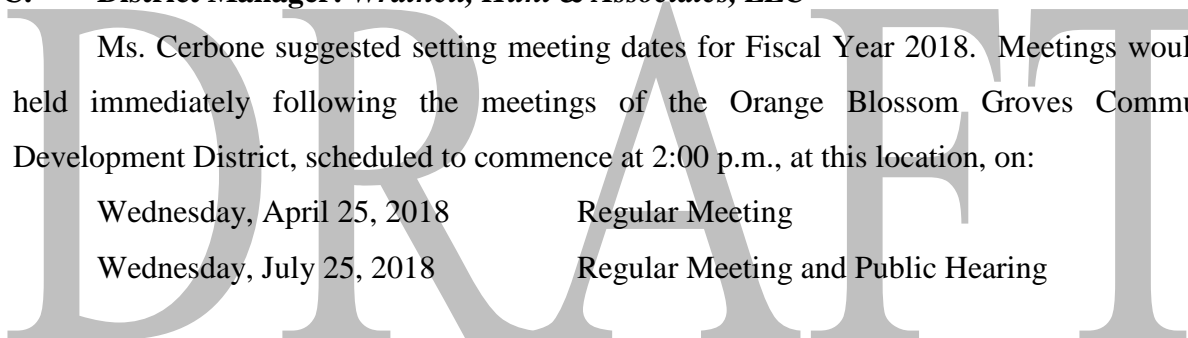 District Manager: Wrathell, Hunt & Associates, LLC
Ms. Cerbone suggested setting meeting dates for Fiscal Year 2018. Meetings
held immediately following the meetings of the Orange Blossom Groves
Development District, scheduled to commence at 2:00 p.m., at this location, on:
Wednesday, April 25, 2018 Regular Meeting
Wednesday, July 25, 2018 Regular Meeting and Public Hearing
DRAFT